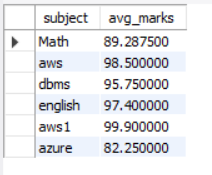 subject avg_marks
Math 89.287500
aws 98.500000
dbms 95.750000
english 97.400000
aws1 99.900000
azure 82.250000